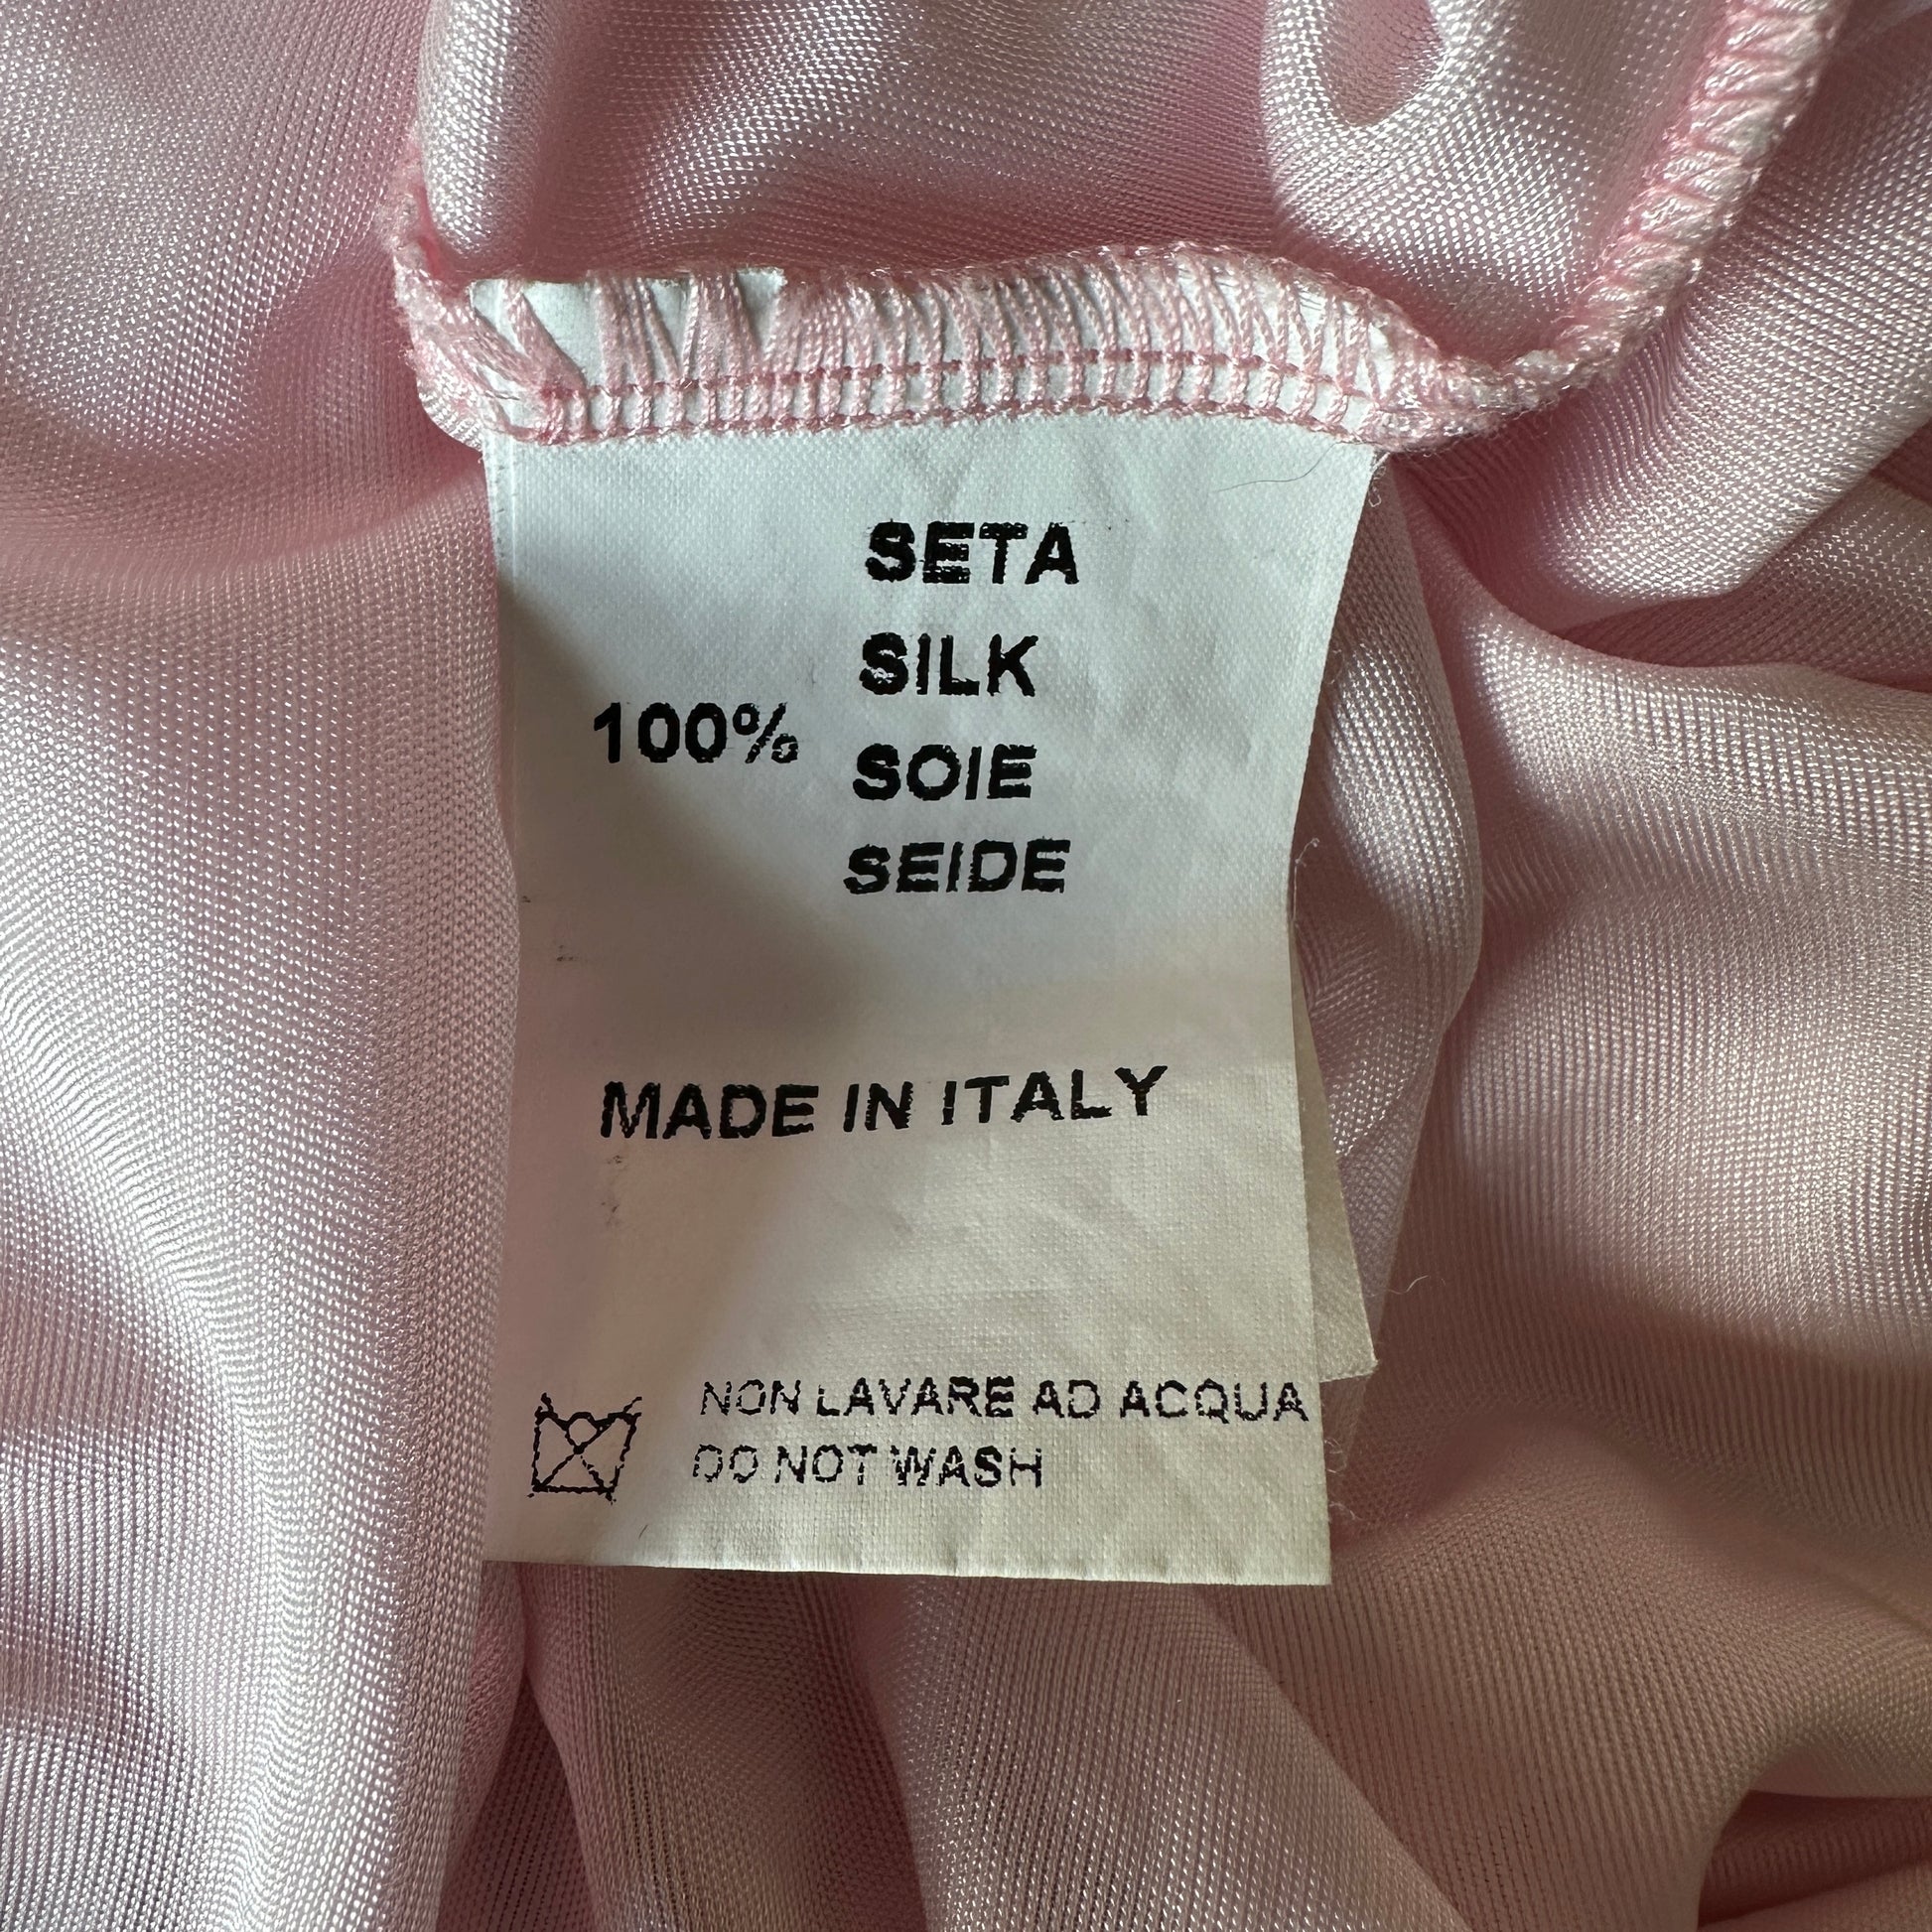 SETA
SILK
100%
SOIE
SEIDE
MADE IN ITALY
NON LAVARE AD ACQUA
DO NOT WASH